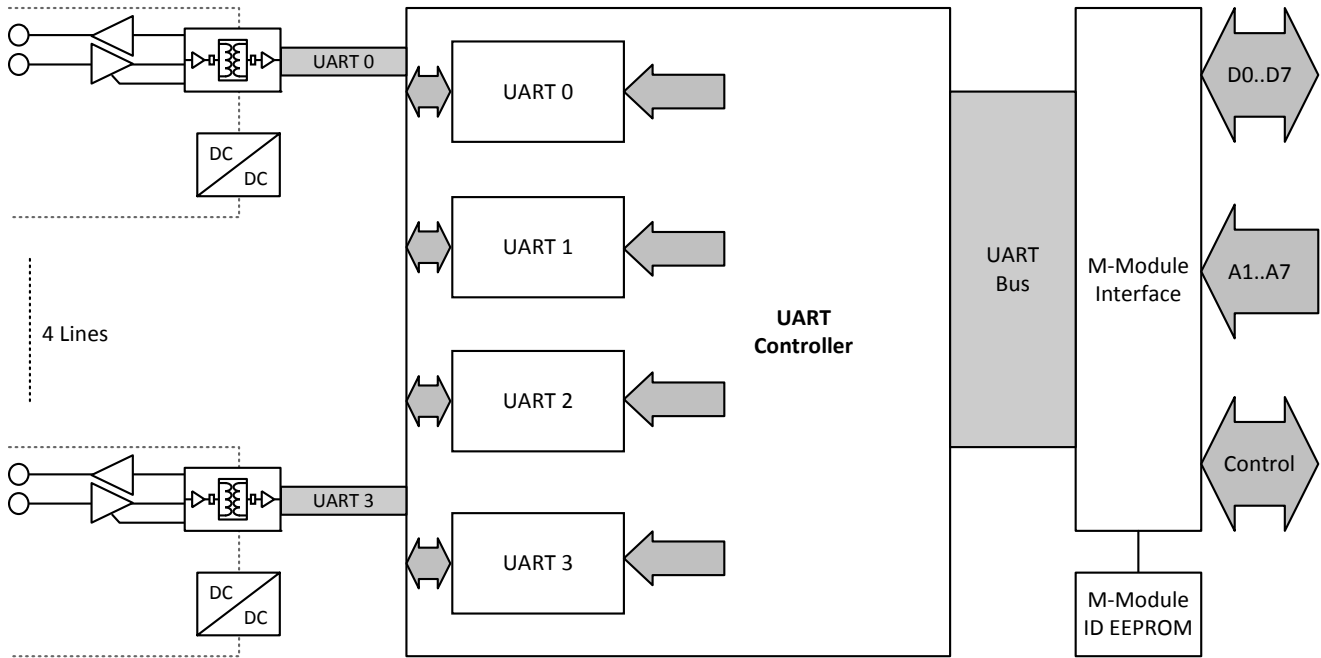 UART 0
DC
DC
4 Lines
UART 3
DC
DC
UART 0
UART 1
UART 2
UART 3
UART
Controller
UART
Bus
M-Module
Interface
M-Module
ID EEPROM
D0..D7
A1..A7
Control